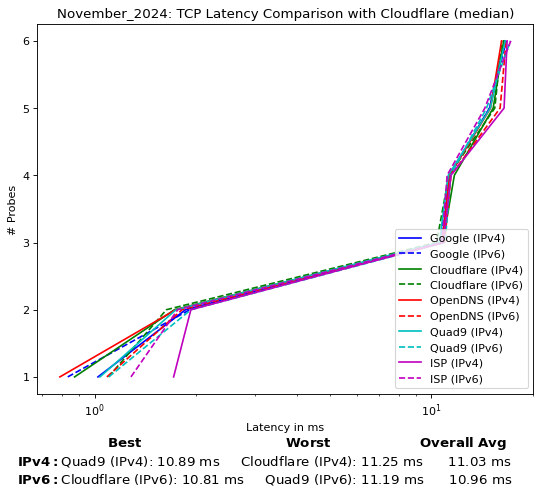 November_2024: TCP Latency Comparison with Cloudflare (median)
6
5
4
3
2
1
# Probes
Google (IPv4)
Google (IPv6)
Cloudflare (IPv4)
Cloudflare (IPv6)
OpenDNS (IPv4)
OpenDNS (IPv6)
Quad9 (IPv4)
Quad9 (IPv6)
ISP (IPv4)
ISP (IPv6)
10⁰ 10¹
Latency in ms
Best Worst Overall Avg
IPv4: Quad9 (IPv4): 10.89 ms Cloudflare (IPv4): 11.25 ms 11.03 ms
IPv6: Cloudflare (IPv6): 10.81 ms Quad9 (IPv6): 11.19 ms 10.96 ms